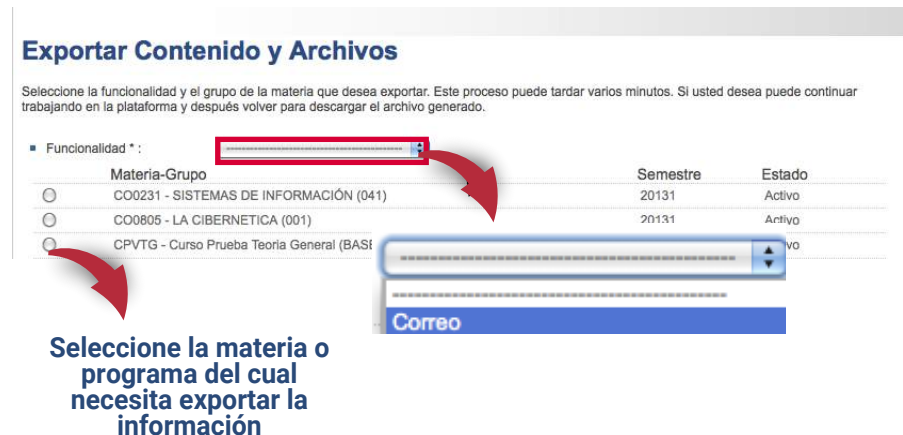 Exportar Contenido y Archivos
Seleccione la funcionalidad y el grupo de la materia que desea exportar. Este proceso puede tardar varios minutos. Si usted desea puede continuar
trabajando en la plataforma y después volver para descargar el archivo generado.
Funcionalidad * : --------------------------------------------
Materia-Grupo Semestre Estado
CO0231 - SISTEMAS DE INFORMACIÓN (041) 20131 Activo
CO0805 - LA CIBERNETICA (001) 20131 Activo
CPVTG - Curso Prueba Teoria General (BASE vo
--------------------------------------------
--------------------------------------------
Correo
Seleccione la materia o
programa del cual
necesita exportar la
información